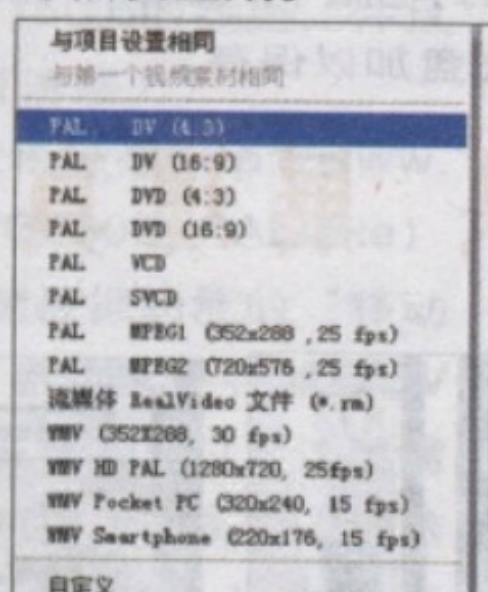 与项目设置相同
与第一个视频素材相同
PAL DV (4:3)
PAL DV (16:9)
PAL DVD (4:3)
PAL DVD (16:9)
PAL VCD
PAL SVCD
PAL MPEG1 (352x288 ,25 fps)
PAL MPEG2 (720x576 ,25 fps)
流媒体 RealVideo 文件 (*.rm)
WMV (352X288, 30 fps)
WMV HD PAL (1280x720, 25fps)
WMV Pocket PC (320x240, 15 fps)
WMV Smartphone (220x176, 15 fps)
自定义